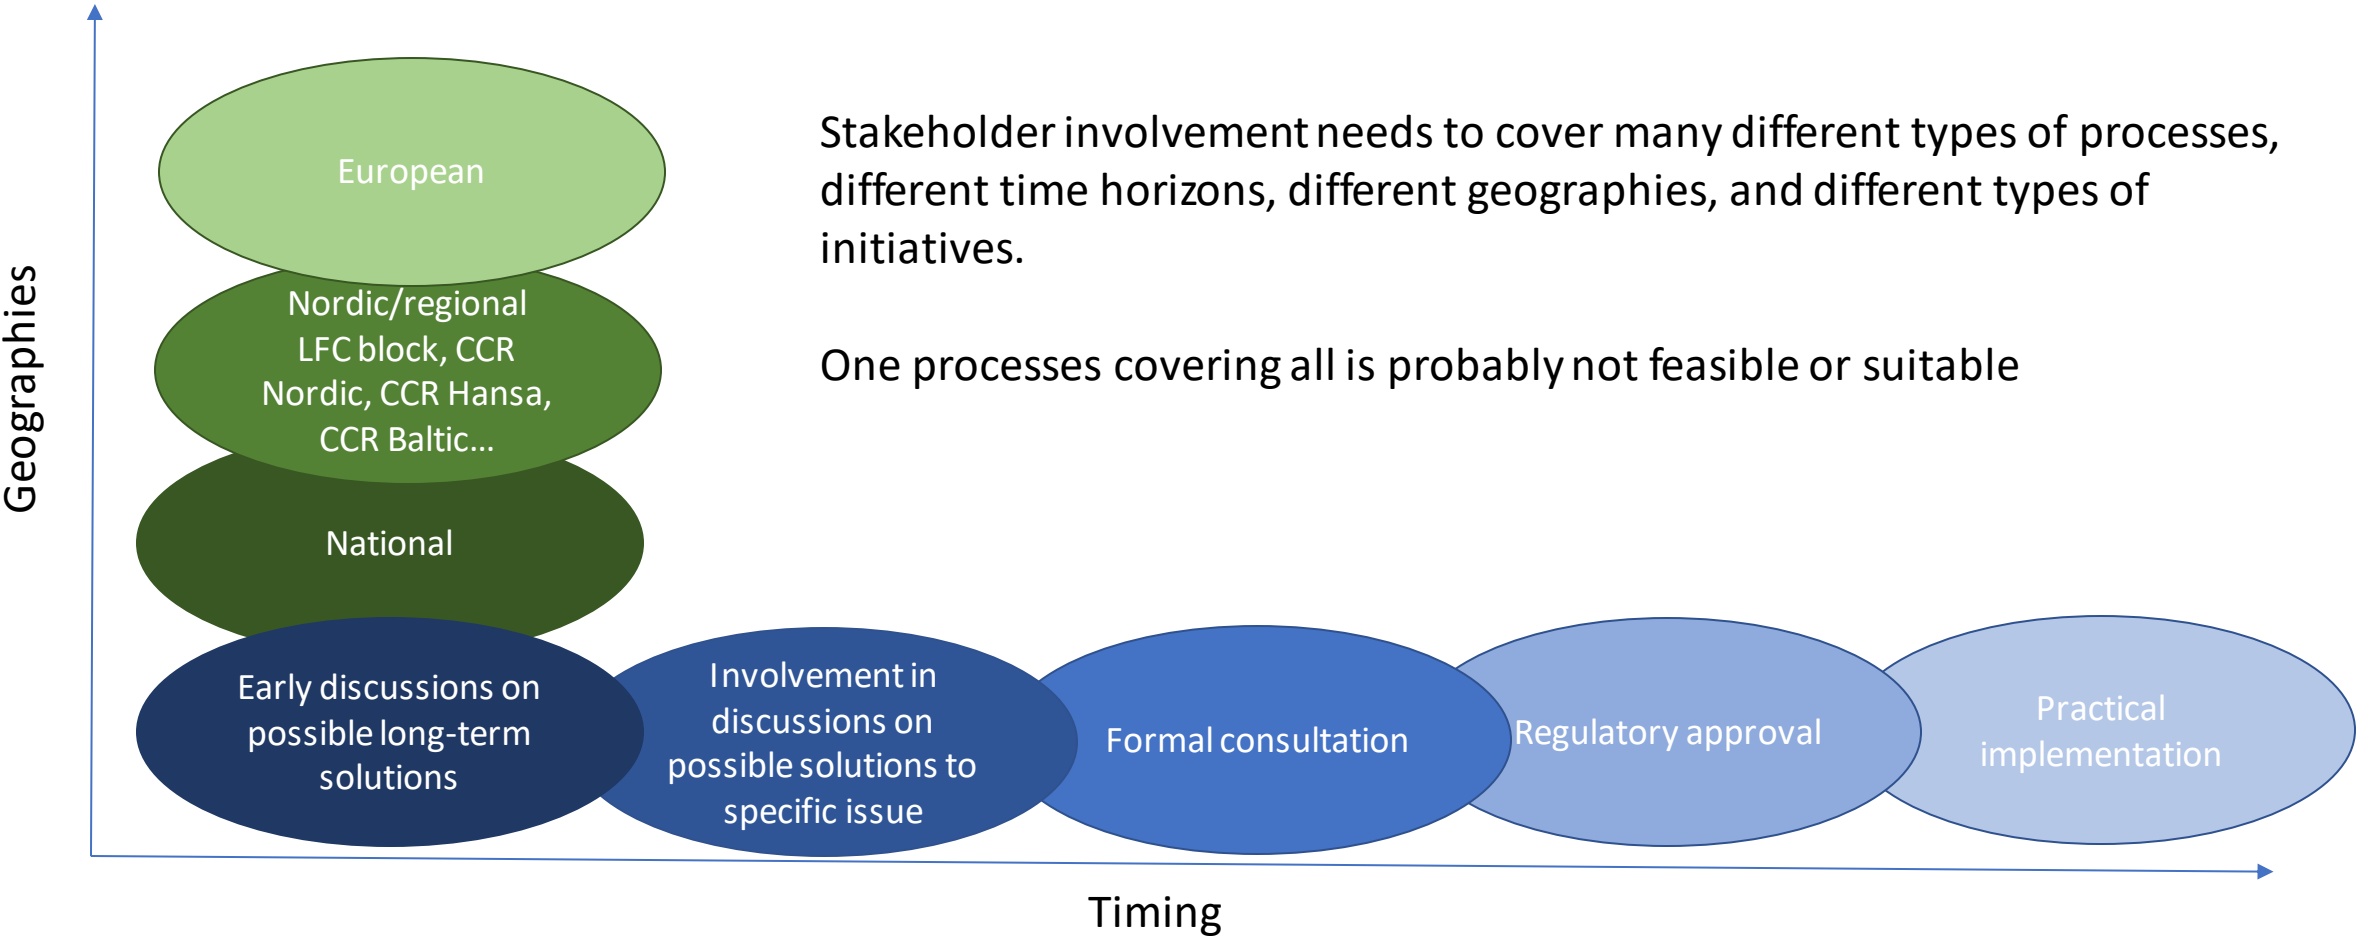 Geographies
European
Nordic/regional
LFC block, CCR
Nordic, CCR Hansa,
CCR Baltic...
National
Stakeholder involvement needs to cover many different types of processes,
different time horizons, different geographies, and different types of
initiatives.
One processes covering all is probably not feasible or suitable
Early discussions on
possible long-term
solutions
Involvement in
discussions on
possible solutions to
specific issue
Formal consultation
Regulatory approval
Practical
implementation
Timing